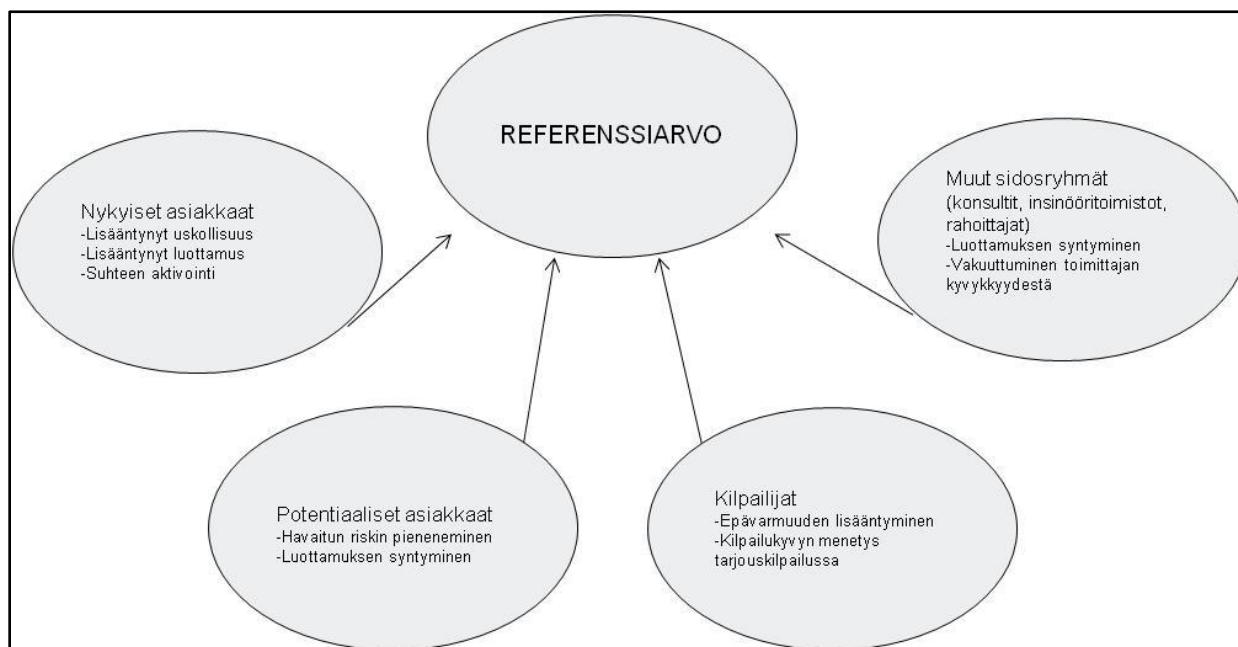 REFERENSSIARVO
Nykyiset asiakkaat
-Lisääntynyt uskollisuus
-Lisääntynyt luottamus
-Suhteen aktivointi
Muut sidosryhmät
(konsultit, insinööritoimistot,
rahoittajat)
-Luottamuksen syntyminen
-Vakuuttuminen toimittajan
kyvykkyydestä
Potentiaaliset asiakkaat
-Havaitun riskin pieneneminen
-Luottamuksen syntyminen
Kilpailijat
-Epävarmuuden lisääntyminen
-Kilpailukyvyn menetys
tarjouskilpailussa